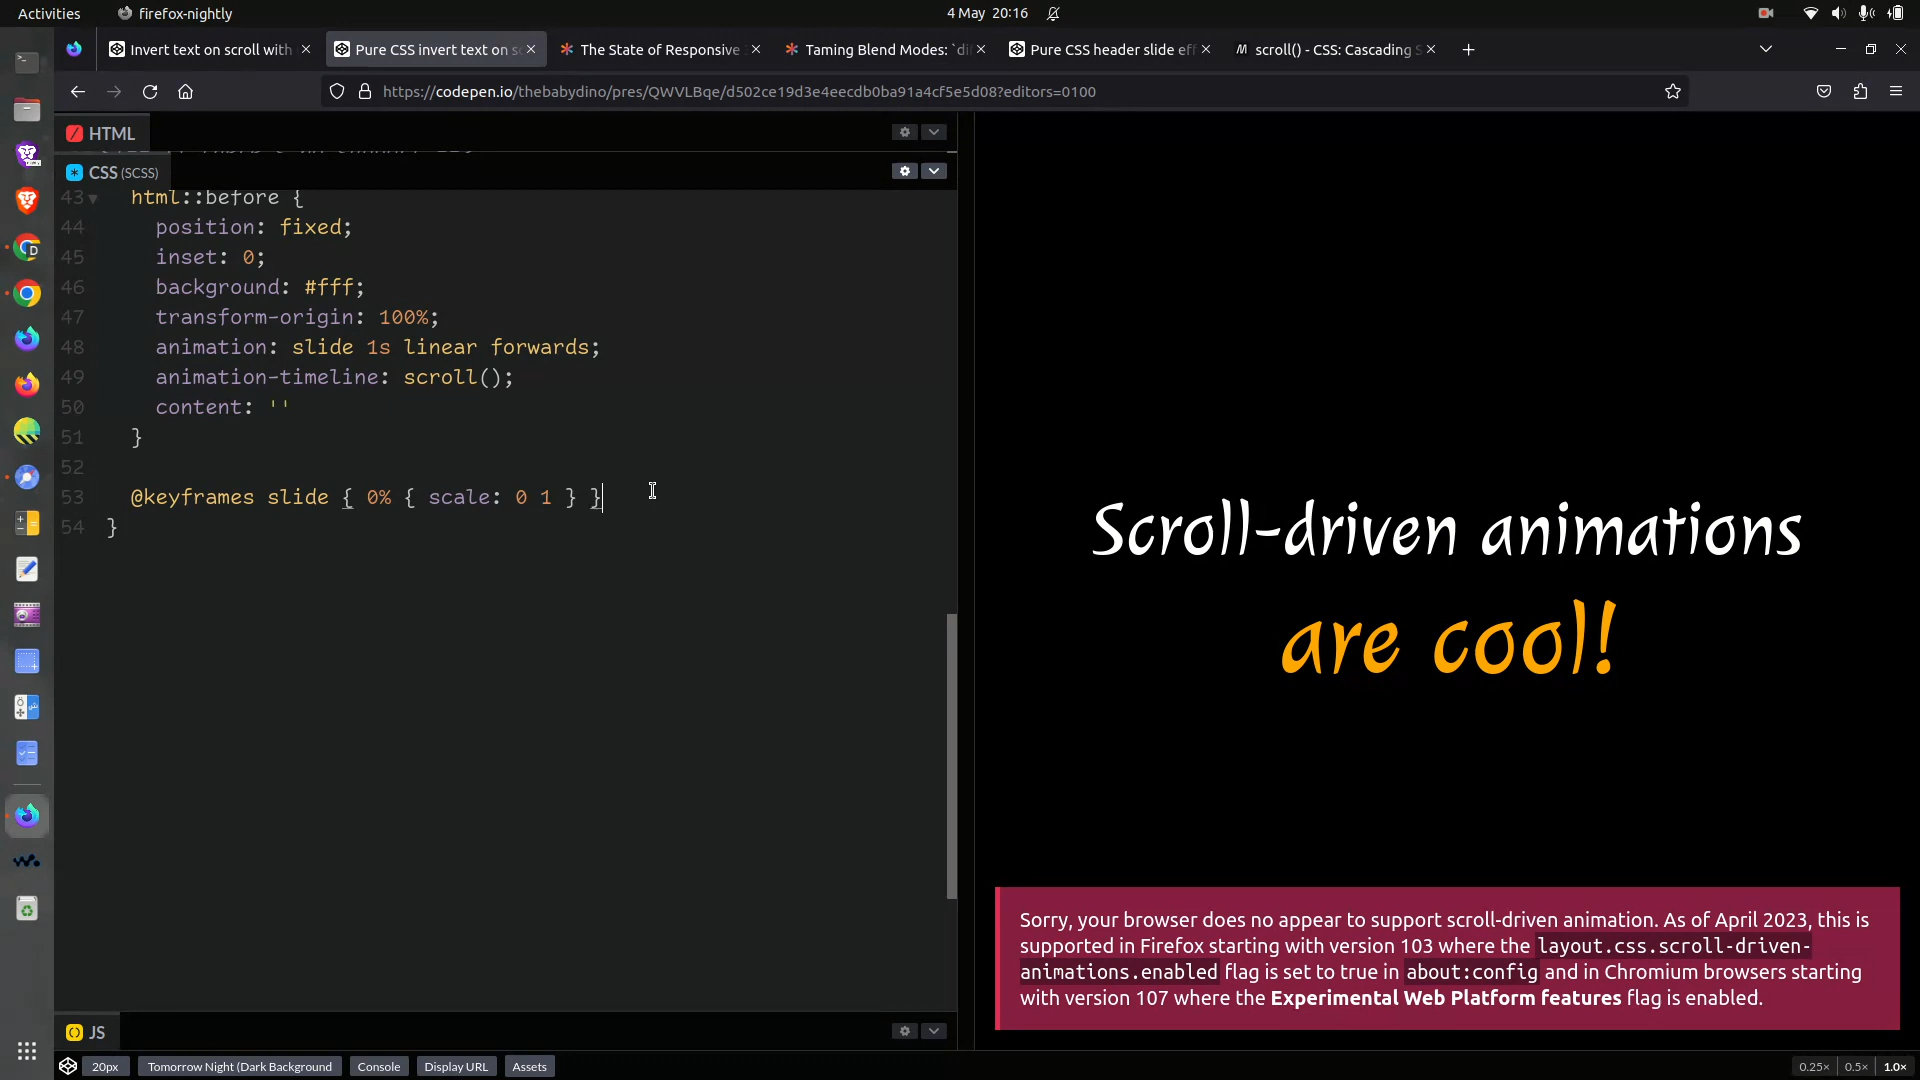 Activities
firefox-nightly
4 May 20:16
Invert text on scroll with
Pure CSS invert text on sc
The State of Responsive
Taming Blend Modes: `dif
Pure CSS header slide eff
scroll() - CSS: Cascading S
https://codepen.io/thebabydino/pres/QWVLBqe/d502ce19d3e4eecdb0ba91a4cf5e5d08?editors=0100
HTML
CSS (SCSS)
43 html::before {
44 position: fixed;
45 inset: 0;
46 background: #fff;
47 transform-origin: 100%;
48 animation: slide 1s linear forwards;
49 animation-timeline: scroll();
50 content: ''
51 }
52
53 @keyframes slide { 0% { scale: 0 1 } }
54 }
Scroll-driven animations
are cool!
Sorry, your browser does no appear to support scroll-driven animation. As of April 2023, this is
supported in Firefox starting with version 103 where the layout.css.scroll-driven-
animations.enabled flag is set to true in about:config and in Chromium browsers starting
with version 107 where the Experimental Web Platform features flag is enabled.
JS
20px
Tomorrow Night (Dark Background
Console
Display URL
Assets
0.25×
0.5×
1.0×